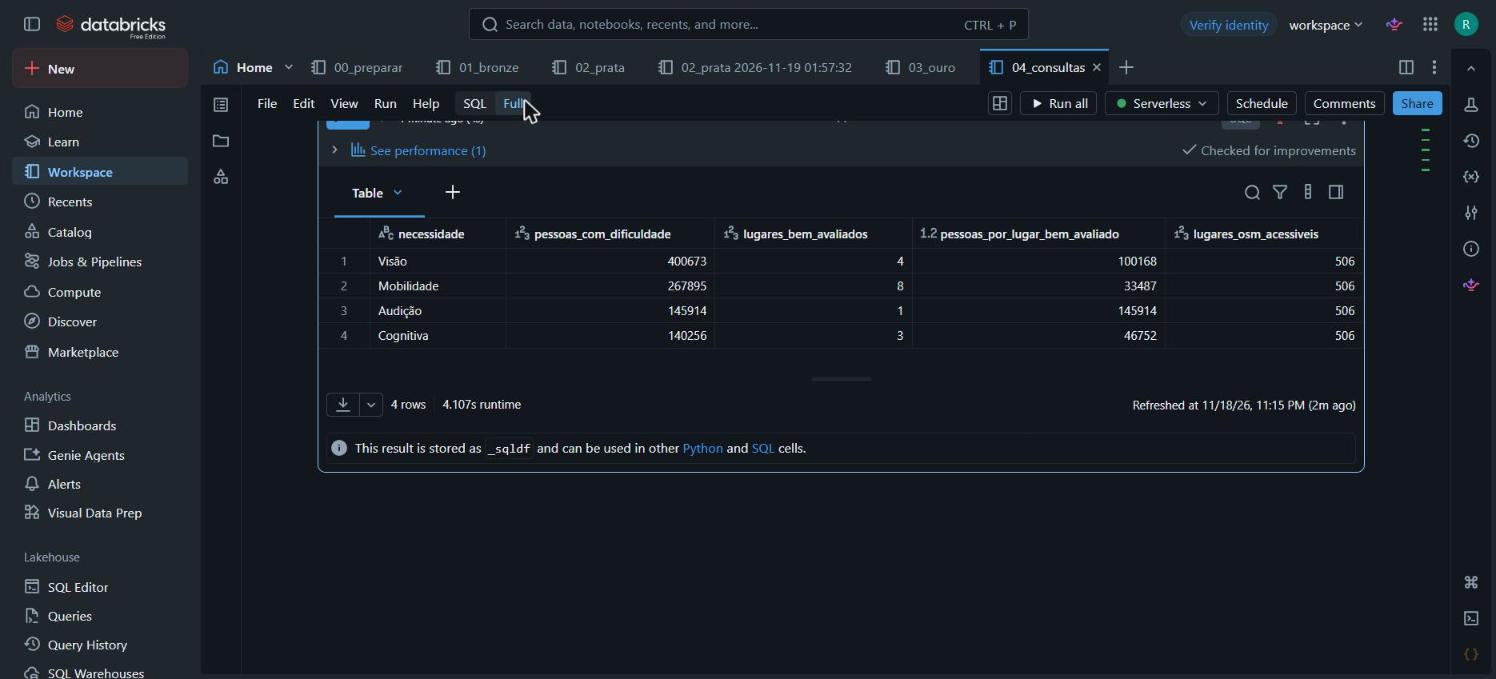 databricks
Free Edition
Search data, notebooks, recents, and more... CTRL + P
Verify identity workspace R
New
Home 00_preparar 01_bronze 02_prata 02_prata 2026-11-19 01:57:32 03_ouro 04_consultas
File Edit View Run Help SQL Full Run all Serverless Schedule Comments Share
See performance (1) Checked for improvements
Table
necessidade pessoas_com_dificuldade lugares_bem_avaliados 1.2 pessoas_por_lugar_bem_avaliado lugares_osm_acessiveis
1 Visão 400673 4 100168 506
2 Mobilidade 267895 8 33487 506
3 Audição 145914 1 145914 506
4 Cognitiva 140256 3 46752 506
4 rows 4.107s runtime Refreshed at 11/18/26, 11:15 PM (2m ago)
This result is stored as _sqldf and can be used in other Python and SQL cells.
Home
Learn
Workspace
Recents
Catalog
Jobs & Pipelines
Compute
Discover
Marketplace
Analytics
Dashboards
Genie Agents
Alerts
Visual Data Prep
Lakehouse
SQL Editor
Queries
Query History
SQL Warehouses